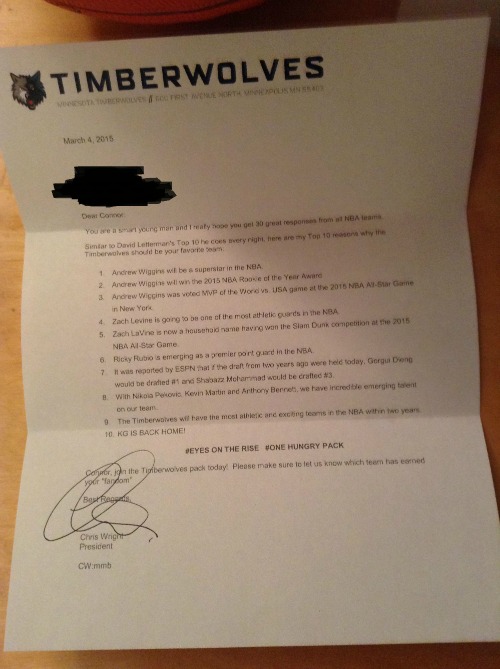 TIMBERWOLVES
MINNESOTA TIMBERWOLVES // 600 FIRST AVENUE NORTH, MINNEAPOLIS MN 55403
March 4, 2015
Dear Connor:
You are a smart young man and I really hope you get 30 great responses from all NBA teams.
Similar to David Letterman's Top 10 he does every night, here are my Top 10 reasons why the
Timberwolves should be your favorite team.
1. Andrew Wiggins will be a superstar in the NBA.
2. Andrew Wiggins will win the 2015 NBA Rookie of the Year Award
3. Andrew Wiggins was voted MVP of the World vs. USA game at the 2015 NBA All-Star Game
in New York.
4. Zach Levine is going to be one of the most athletic guards in the NBA.
5. Zach LaVine is now a household name having won the Slam Dunk competition at the 2015
NBA All-Star Game.
6. Ricky Rubio is emerging as a premier point guard in the NBA.
7. It was reported by ESPN that if the draft from two years ago were held today, Gorgui Dieng
would be drafted #1 and Shabazz Mohammad would be drafted #3.
8. With Nikola Pekovic, Kevin Martin and Anthony Bennett, we have incredible emerging talent
on our team.
9. The Timberwolves will have the most athletic and exciting teams in the NBA within two years.
10. KG IS BACK HOME!
#EYES ON THE RISE #ONE HUNGRY PACK
Connor, join the Timberwolves pack today! Please make sure to let us know which team has earned
your "fandom"
Best Regards,
Chris Wright
President
CW:mmb